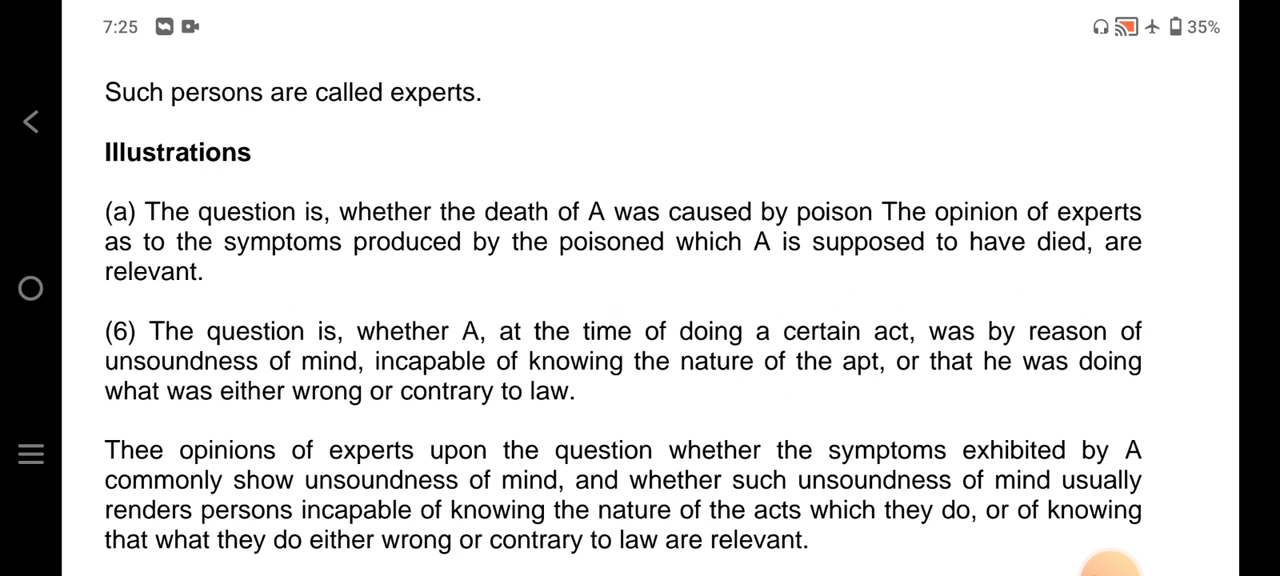 7:25
35%
Such persons are called experts.
Illustrations
(a) The question is, whether the death of A was caused by poison The opinion of experts
as to the symptoms produced by the poisoned which A is supposed to have died, are
relevant.
(6) The question is, whether A, at the time of doing a certain act, was by reason of
unsoundness of mind, incapable of knowing the nature of the apt, or that he was doing
what was either wrong or contrary to law.
Thee opinions of experts upon the question whether the symptoms exhibited by A
commonly show unsoundness of mind, and whether such unsoundness of mind usually
renders persons incapable of knowing the nature of the acts which they do, or of knowing
that what they do either wrong or contrary to law are relevant.